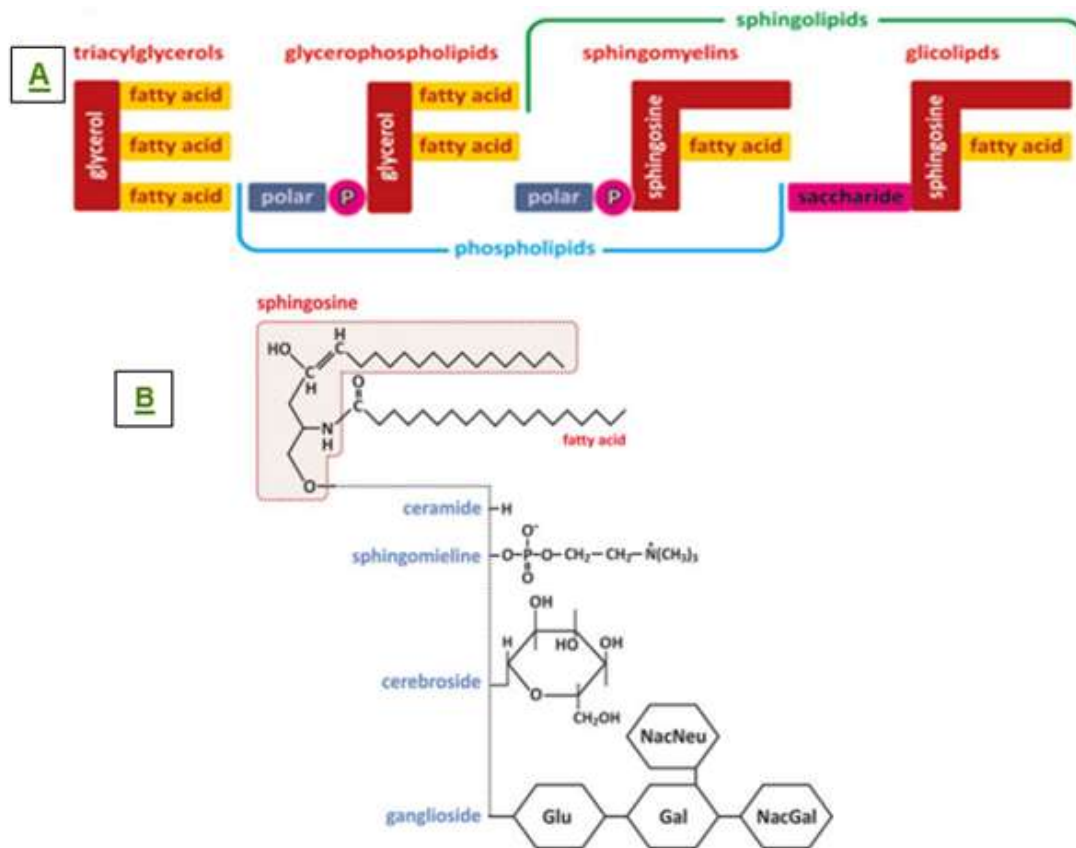 sphingolipids
triacylglycerols glycerophospholipids sphingomyelins glicolipds
A
glycerol fatty acid fatty acid fatty acid
polar P glycerol fatty acid fatty acid
polar P sphingosine fatty acid
saccharide sphingosine fatty acid
phospholipids
sphingosine
B
HO H H
O C N H
fatty acid
O
ceramide -H
sphingomieline -O-P-O-CH₂-CH₂-N⁺(CH₃)₃
O⁻
O
OH
H HO OH
cerebroside
O
CH₂OH
NacNeu
ganglioside Glu Gal NacGal